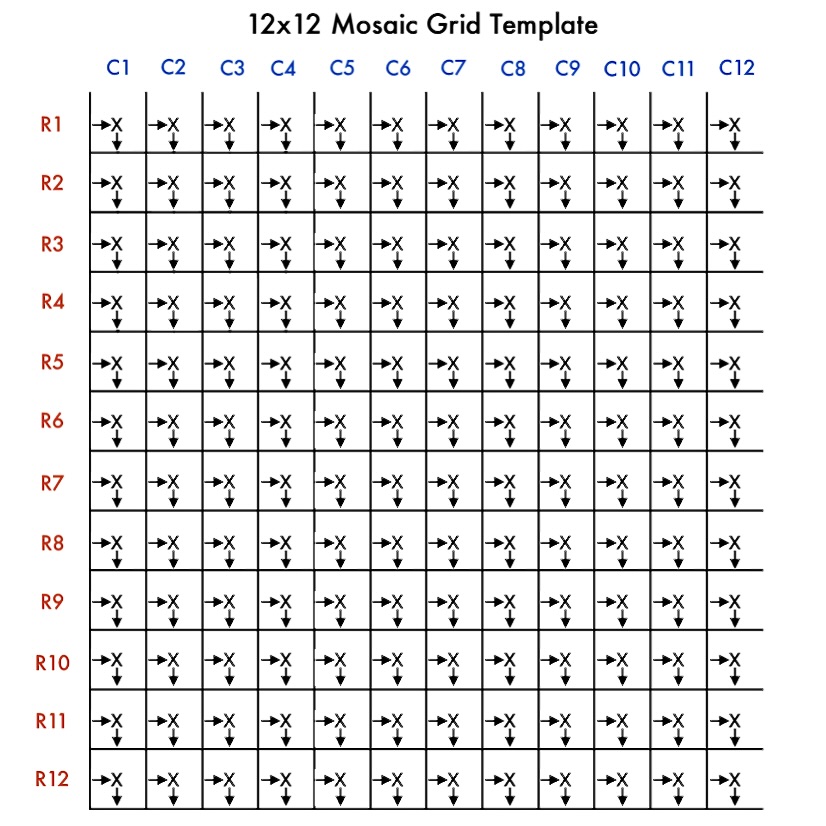 12x12 Mosaic Grid Template
C1 C2 C3 C4 C5 C6 C7 C8 C9 C10 C11 C12
R1 →X →X →X →X →X →X →X →X →X →X →X →X
R2 →X →X →X →X →X →X →X →X →X →X →X →X
R3 →X →X →X →X →X →X →X →X →X →X →X →X
R4 →X →X →X →X →X →X →X →X →X →X →X →X
R5 →X →X →X →X →X →X →X →X →X →X →X →X
R6 →X →X →X →X →X →X →X →X →X →X →X →X
R7 →X →X →X →X →X →X →X →X →X →X →X →X
R8 →X →X →X →X →X →X →X →X →X →X →X →X
R9 →X →X →X →X →X →X →X →X →X →X →X →X
R10 →X →X →X →X →X →X →X →X →X →X →X →X
R11 →X →X →X →X →X →X →X →X →X →X →X →X
R12 →X →X →X →X →X →X →X →X →X →X →X →X